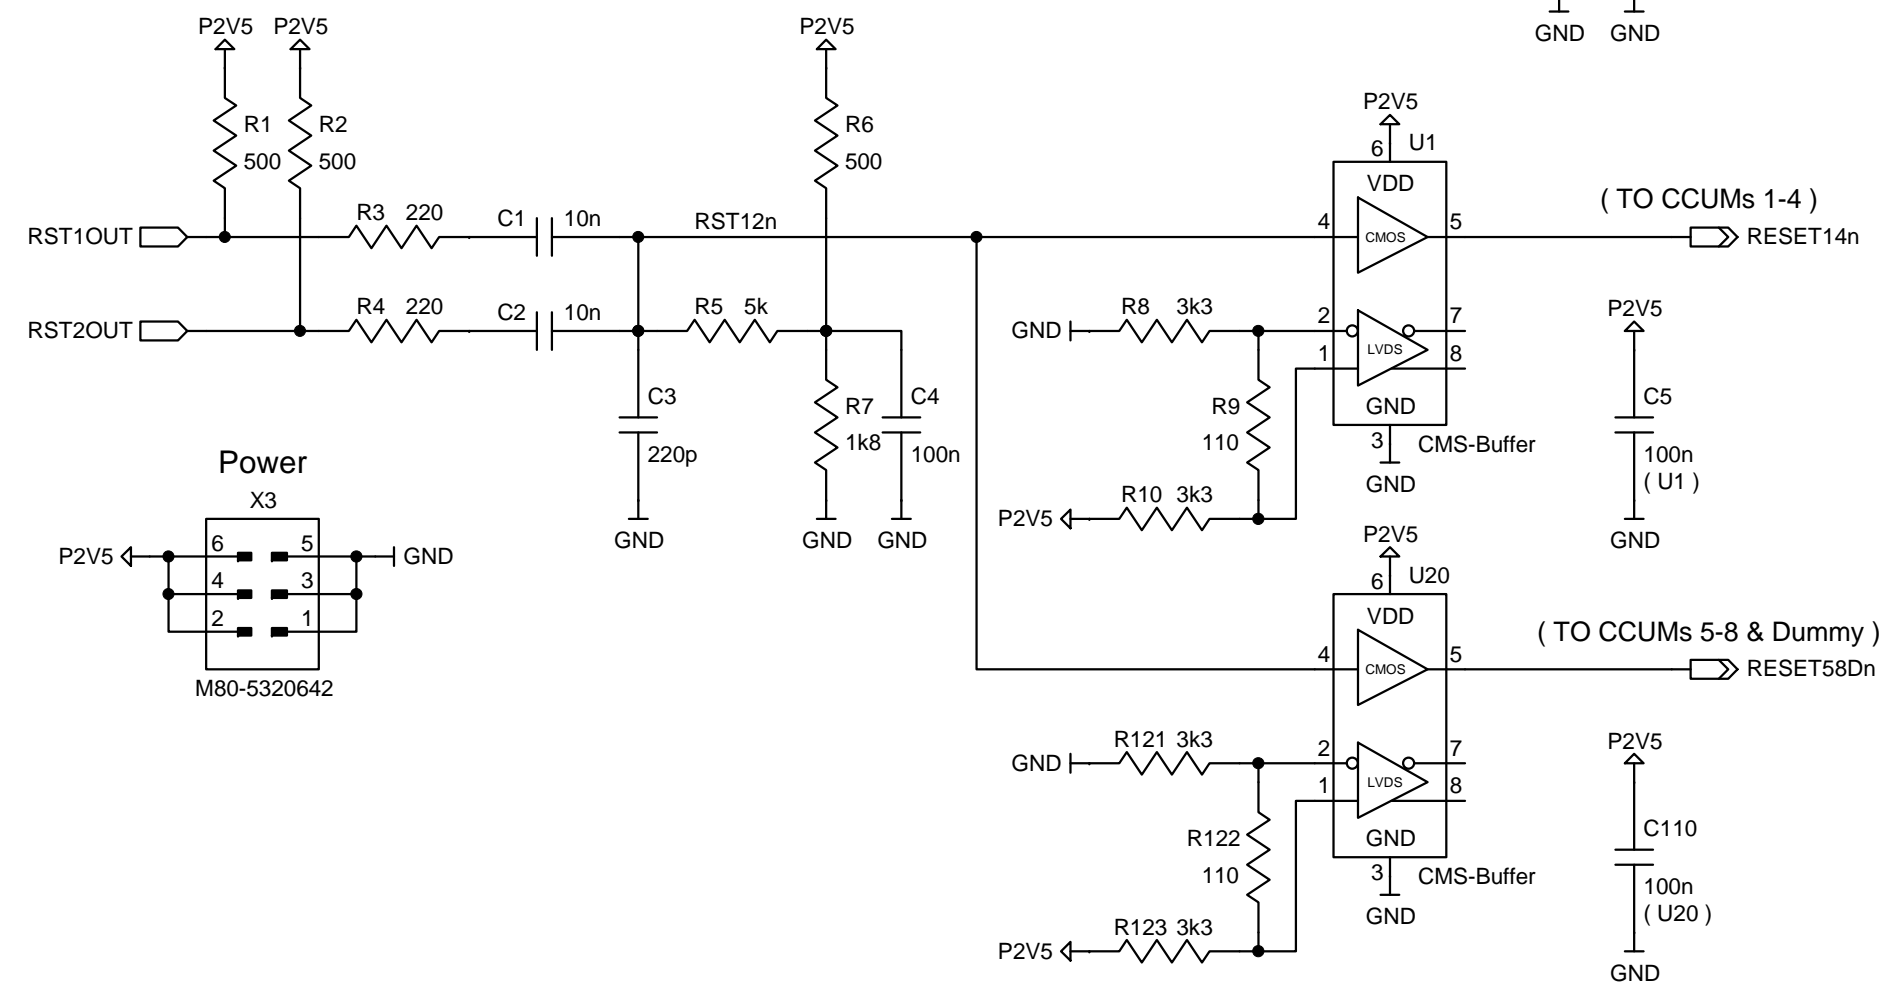 GND GND
P2V5 P2V5 P2V5
R1 500
R2 500
R6 500
RST1OUT
R3 220
C1 10n
RST12n
RST2OUT
R4 220
C2 10n
R5 5k
C3 220p
R7 1k8
C4 100n
GND GND GND
Power
X3
P2V5
6 5
4 3
2 1
GND
M80-5320642
P2V5
6 U1
VDD
4 CMOS 5
( TO CCUMs 1-4 )
RESET14n
GND R8 3k3
2 7
1 LVDS 8
R9
110
GND
3 CMS-Buffer
GND
P2V5 R10 3k3
P2V5
C5
100n
( U1 )
GND
P2V5
6 U20
VDD
4 CMOS 5
( TO CCUMs 5-8 & Dummy )
RESET58Dn
GND R121 3k3
2 7
1 LVDS 8
R122
110
GND
3 CMS-Buffer
GND
P2V5 R123 3k3
P2V5
C110
100n
( U20 )
GND